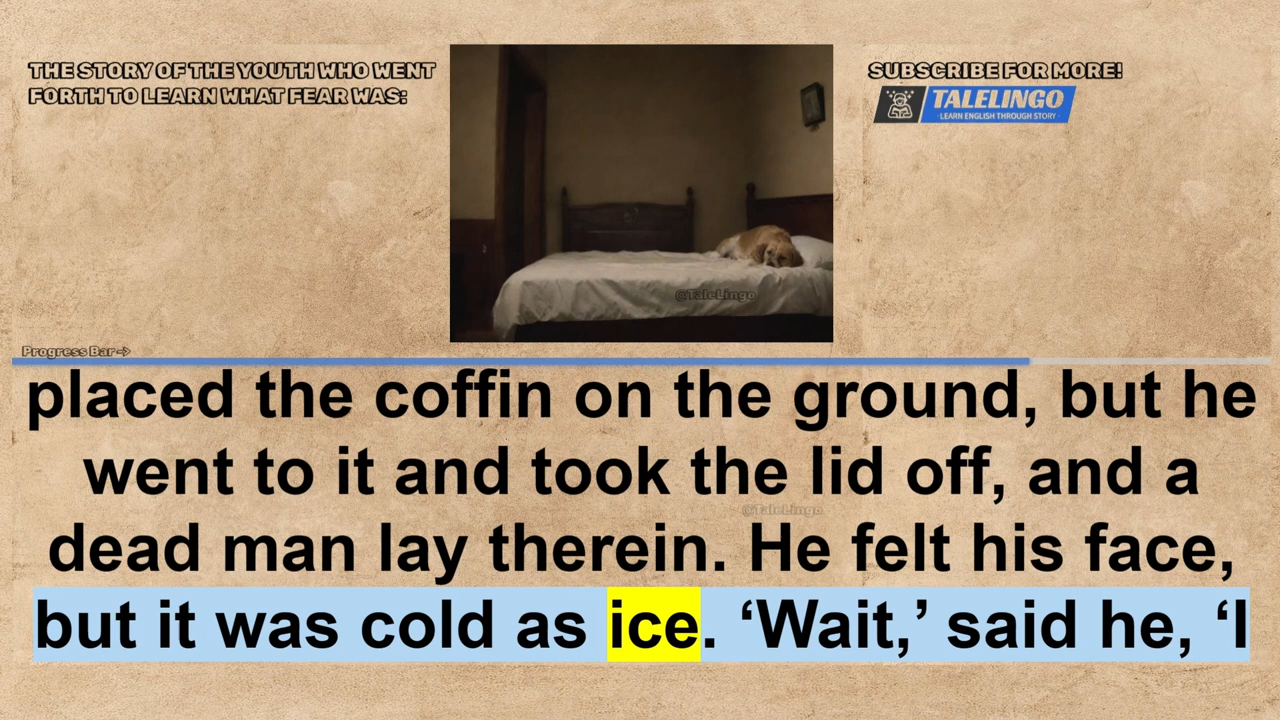 THE STORY OF THE YOUTH WHO WENT
FORTH TO LEARN WHAT FEAR WAS:
SUBSCRIBE FOR MORE!
TALELINGO
· LEARN ENGLISH THROUGH STORY ·
@TaleLingo
Progress Bar->
placed the coffin on the ground, but he
went to it and took the lid off, and a
@TaleLingo
dead man lay therein. He felt his face,
but it was cold as ice. ‘Wait,’ said he, ‘I